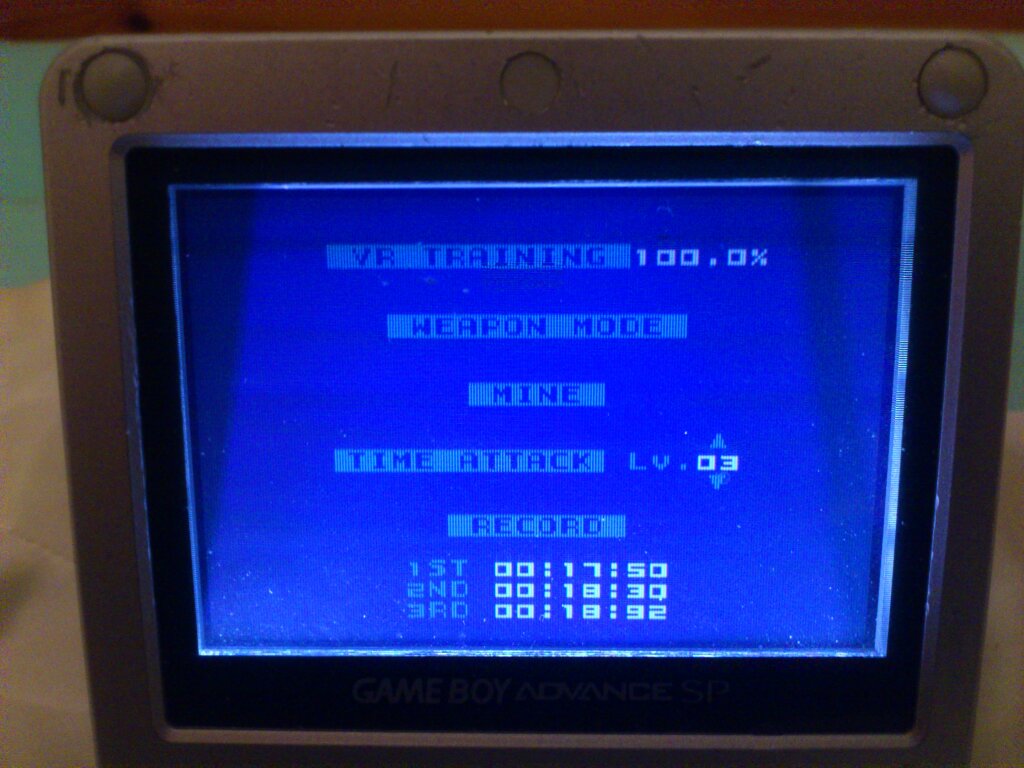 VR TRAINING 100.0%
WEAPON MODE
MINE
TIME ATTACK Lv.03
RECORD
1ST 00:17:50
2ND 00:18:30
3RD 00:18:92
GAME BOY ADVANCE SP